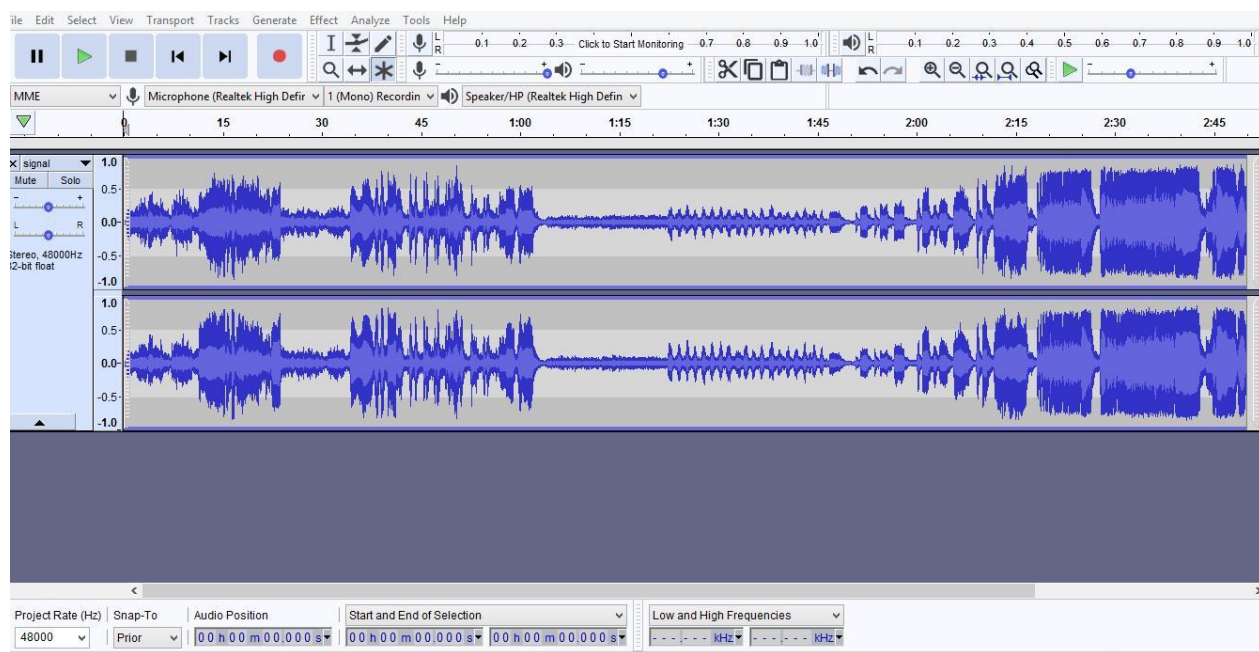 ile Edit Select View Transport Tracks Generate Effect Analyze Tools Help
L R 0.1 0.2 0.3 Click to Start Monitoring 0.7 0.8 0.9 1.0 L R 0.1 0.2 0.3 0.4 0.5 0.6 0.7 0.8 0.9 1.0
MME Microphone (Realtek High Defir 1 (Mono) Recordin Speaker/HP (Realtek High Defin
0 15 30 45 1:00 1:15 1:30 1:45 2:00 2:15 2:30 2:45
x signal 1.0
Mute Solo
- + 0.5
L R 0.0
Stereo, 48000Hz -0.5
32-bit float
-1.0
1.0
0.5
0.0
-0.5
-1.0
Project Rate (Hz) Snap-To Audio Position Start and End of Selection Low and High Frequencies
48000 Prior 00 h 00 m 00.000 s 00 h 00 m 00.000 s 00 h 00 m 00.000 s --.--- kHz --.--- kHz